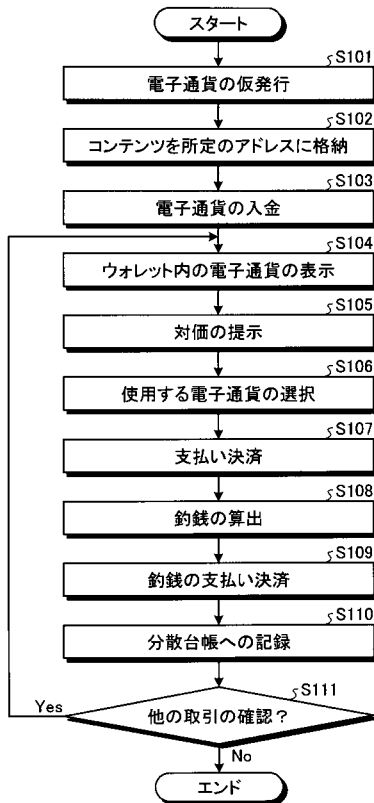 スタート
S101
電子通貨の仮発行
S102
コンテンツを所定のアドレスに格納
S103
電子通貨の入金
S104
ウォレット内の電子通貨の表示
S105
対価の提示
S106
使用する電子通貨の選択
S107
支払い決済
S108
釣銭の算出
S109
釣銭の支払い決済
S110
分散台帳への記録
S111
他の取引の確認?
Yes
No
エンド